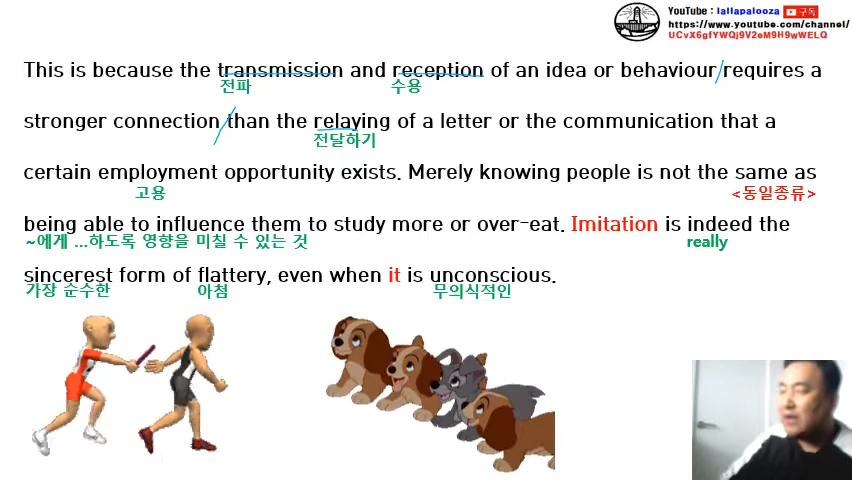 YouTube : lallapalooza 구독
https://www.youtube.com/channel/
UCvX6gfYWQj9V2eM9H9wWELQ
This is because the transmission and reception of an idea or behaviour requires a
전파 수용
stronger connection than the relaying of a letter or the communication that a
전달하기
certain employment opportunity exists. Merely knowing people is not the same as
고용 <동일종류>
being able to influence them to study more or over-eat. Imitation is indeed the
~에게 ...하도록 영향을 미칠 수 있는 것 really
sincerest form of flattery, even when it is unconscious.
가장 순수한 아첨 무의식적인